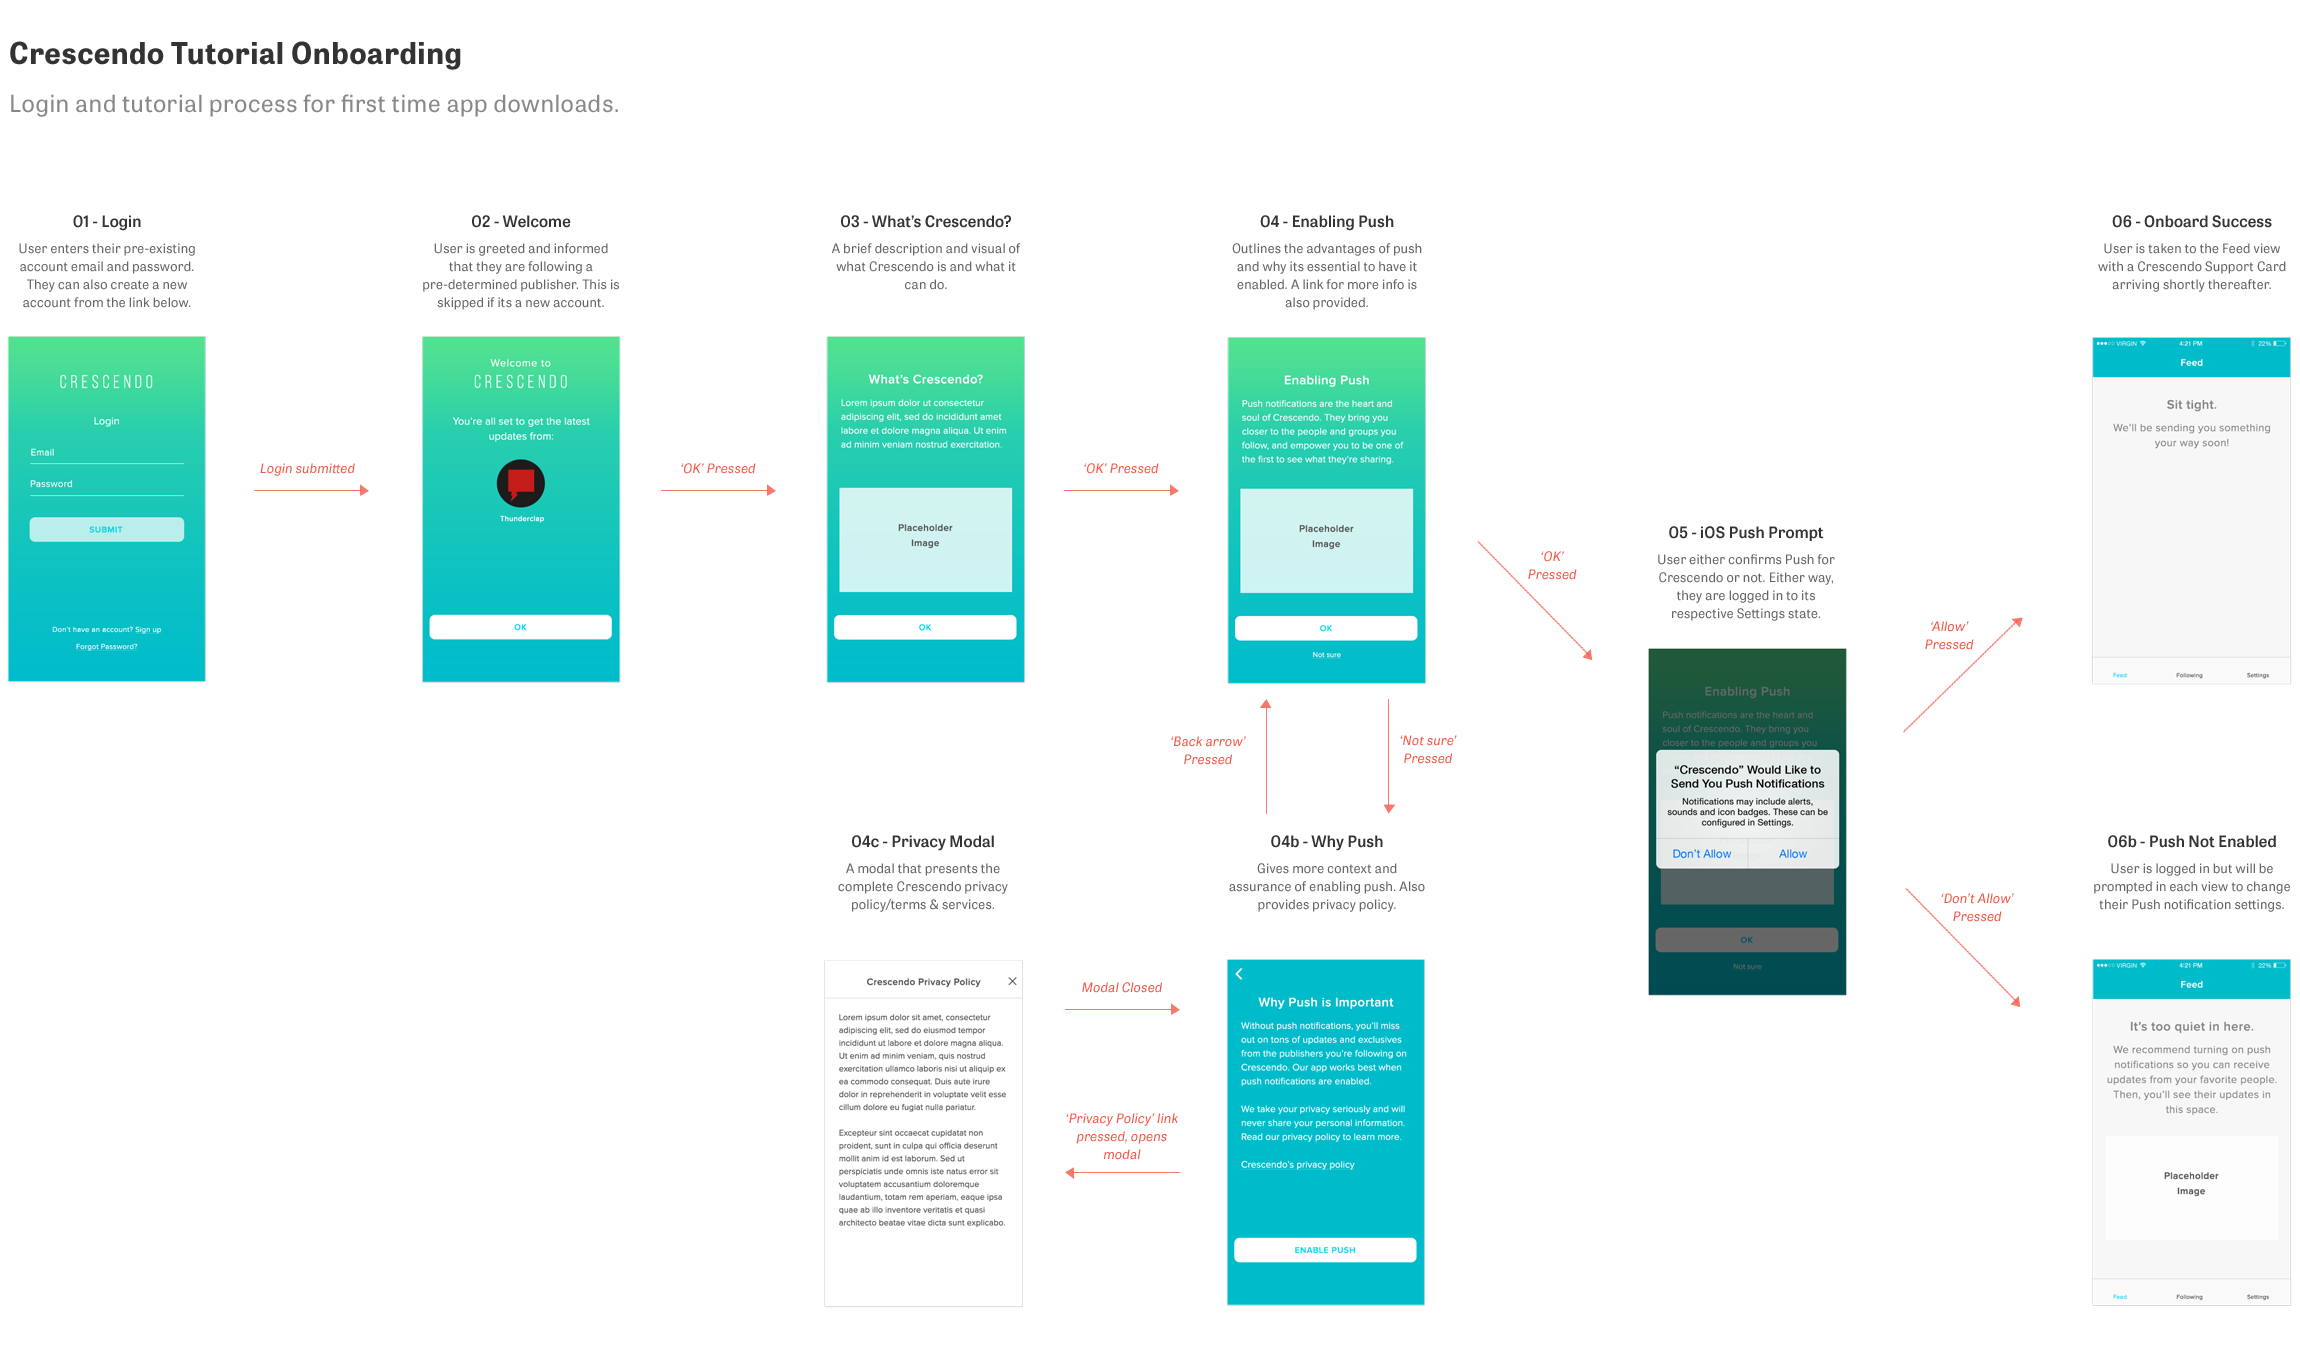 Crescendo Tutorial Onboarding
Login and tutorial process for first time app downloads.
01 - Login
User enters their pre-existing
account email and password.
They can also create a new
account from the link below.
CRESCENDO
Login
Email
Password
SUBMIT
Don't have an account? Sign up
Forgot Password?
Login submitted
02 - Welcome
User is greeted and informed
that they are following a
pre-determined publisher. This is
skipped if its a new account.
Welcome to
CRESCENDO
You're all set to get the latest
updates from:
Thunderclap
OK
‘OK’ Pressed
03 - What’s Crescendo?
A brief description and visual of
what Crescendo is and what it
can do.
What's Crescendo?
Lorem ipsum dolor ut consectetur
adipiscing elit, sed do incididunt amet
labore et dolore magna aliqua. Ut enim
ad minim veniam nostrud exercitation.
Placeholder
Image
OK
‘OK’ Pressed
04 - Enabling Push
Outlines the advantages of push
and why its essential to have it
enabled. A link for more info is
also provided.
Enabling Push
Push notifications are the heart and
soul of Crescendo. They bring you
closer to the people and groups you
follow, and empower you to be one of
the first to see what they're sharing.
Placeholder
Image
OK
Not sure
‘OK’
Pressed
‘Back arrow’
Pressed
‘Not sure’
Pressed
04c - Privacy Modal
A modal that presents the
complete Crescendo privacy
policy/terms & services.
Crescendo Privacy Policy
Lorem ipsum dolor sit amet, consectetur
adipiscing elit, sed do eiusmod tempor
incididunt ut labore et dolore magna aliqua.
Ut enim ad minim veniam, quis nostrud
exercitation ullamco laboris nisi ut aliquip ex
ea commodo consequat. Duis aute irure
dolor in reprehenderit in voluptate velit esse
cillum dolore eu fugiat nulla pariatur.
Excepteur sint occaecat cupidatat non
proident, sunt in culpa qui officia deserunt
mollit anim id est laborum. Sed ut
perspiciatis unde omnis iste natus error sit
voluptatem accusantium doloremque
laudantium, totam rem aperiam, eaque ipsa
quae ab illo inventore veritatis et quasi
architecto beatae vitae dicta sunt explicabo.
Modal Closed
‘Privacy Policy’ link
pressed, opens
modal
04b - Why Push
Gives more context and
assurance of enabling push. Also
provides privacy policy.
Why Push is Important
Without push notifications, you'll miss
out on tons of updates and exclusives
from the publishers you're following on
Crescendo. Our app works best when
push notifications are enabled.
We take your privacy seriously and will
never share your personal information.
Read our privacy policy to learn more.
Crescendo's privacy policy
ENABLE PUSH
05 - iOS Push Prompt
User either confirms Push for
Crescendo or not. Either way,
they are logged in to its
respective Settings state.
Enabling Push
Push notifications are the heart and
soul of Crescendo. They bring you
closer to the people and groups you
“Crescendo” Would Like to
Send You Push Notifications
Notifications may include alerts,
sounds and icon badges. These can be
configured in Settings.
Don't Allow
Allow
OK
Not sure
‘Allow’
Pressed
‘Don’t Allow’
Pressed
06 - Onboard Success
User is taken to the Feed view
with a Crescendo Support Card
arriving shortly thereafter.
VIRGIN 4:21 PM 22%
Feed
Sit tight.
We'll be sending you something
your way soon!
Feed Following Settings
06b - Push Not Enabled
User is logged in but will be
prompted in each view to change
their Push notification settings.
VIRGIN 4:21 PM 22%
Feed
It's too quiet in here.
We recommend turning on push
notifications so you can receive
updates from your favorite people.
Then, you'll see their updates in
this space.
Placeholder
Image
Feed Following Settings